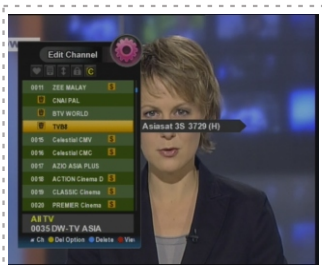 Edit Channel
C
0011 ZEE MALAY $
CNAI PAL
BTV WORLD
TVBI
Asiasat 3S 3729 (H)
0015 Celestial CMV $
0016 Celestial CMC $
0017 AZIO ASIA PLUS
0018 ACTION Cinema D $
0019 CLASSIC Cinema $
0020 PREMIER Cinema $
All TV
0035 DW-TV ASIA
Ch Del Option Delete View